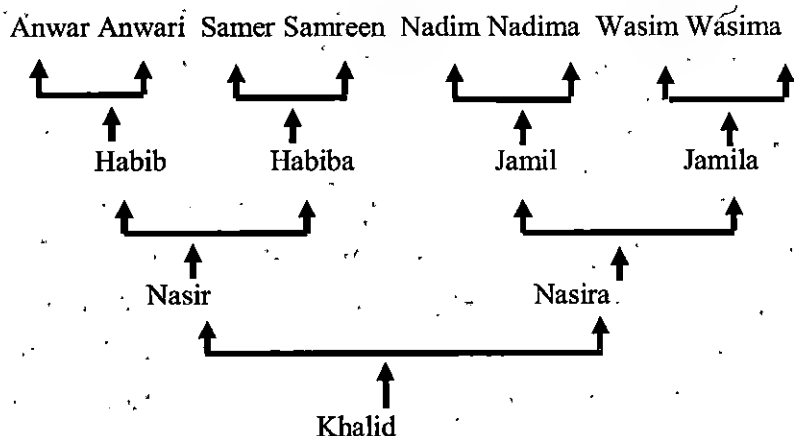 Anwar Anwari Samer Samreen Nadim Nadima Wasim Wasima
Habib Habiba Jamil Jamila
Nasir Nasira
Khalid